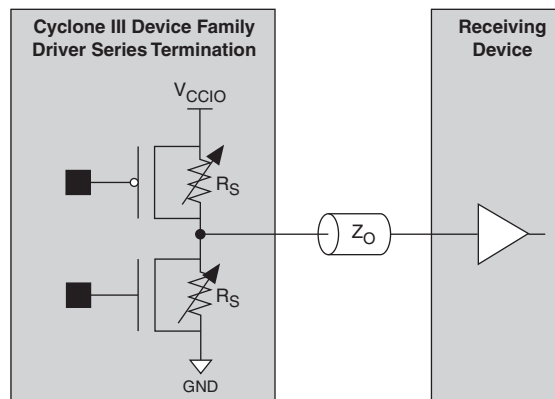 Cyclone III Device Family
Driver Series Termination
Receiving
Device
VCCIO
RS
ZO
RS
GND